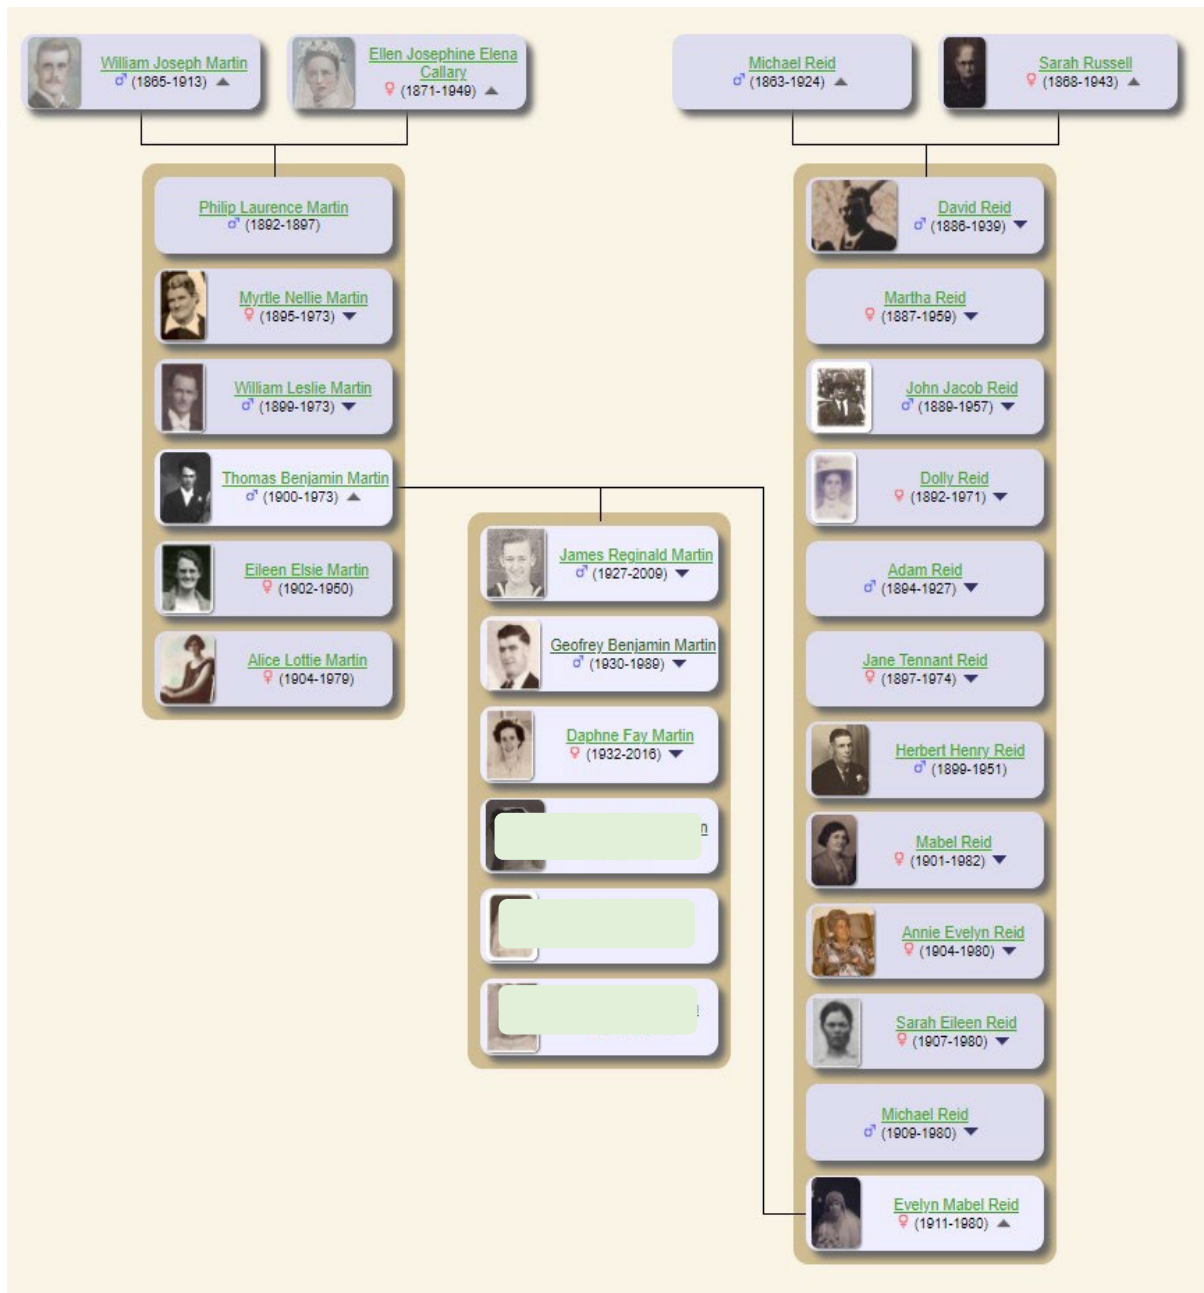 William Joseph Martin
♂ (1865-1913) ▲
Ellen Josephine Elena
Callary
♀ (1871-1949) ▲
Michael Reid
♂ (1863-1924) ▲
Sarah Russell
♀ (1868-1943) ▲
Philip Laurence Martin
♂ (1892-1897)
Myrtle Nellie Martin
♀ (1895-1973) ▼
William Leslie Martin
♂ (1899-1973) ▼
Thomas Benjamin Martin
♂ (1900-1973) ▲
Eileen Elsie Martin
♀ (1902-1950)
Alice Lottie Martin
♀ (1904-1979)
James Reginald Martin
♂ (1927-2009) ▼
Geofrey Benjamin Martin
♂ (1930-1989) ▼
Daphne Fay Martin
♀ (1932-2016) ▼
n
David Reid
♂ (1886-1939) ▼
Martha Reid
♀ (1887-1959) ▼
John Jacob Reid
♂ (1889-1957) ▼
Dolly Reid
♀ (1892-1971) ▼
Adam Reid
♂ (1894-1927) ▼
Jane Tennant Reid
♀ (1897-1974) ▼
Herbert Henry Reid
♂ (1899-1951)
Mabel Reid
♀ (1901-1982) ▼
Annie Evelyn Reid
♀ (1904-1980) ▼
Sarah Eileen Reid
♀ (1907-1980) ▼
Michael Reid
♂ (1909-1980) ▼
Evelyn Mabel Reid
♀ (1911-1980) ▲